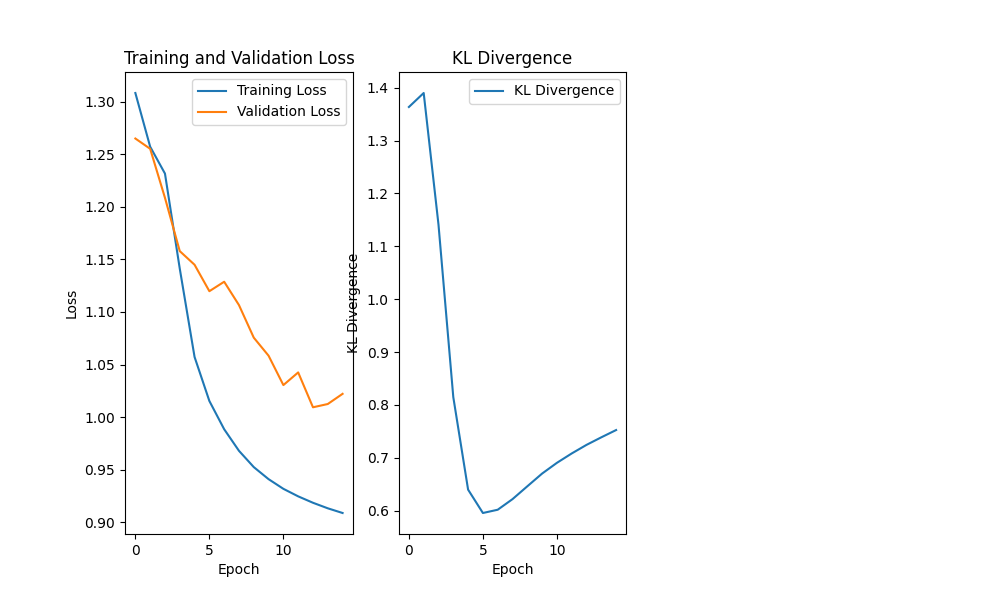 Training and Validation Loss
Training Loss
Validation Loss
Loss
1.30
1.25
1.20
1.15
1.10
1.05
1.00
0.95
0.90
0
5
10
Epoch
KL Divergence
KL Divergence
KL Divergence
1.4
1.3
1.2
1.1
1.0
0.9
0.8
0.7
0.6
0
5
10
Epoch